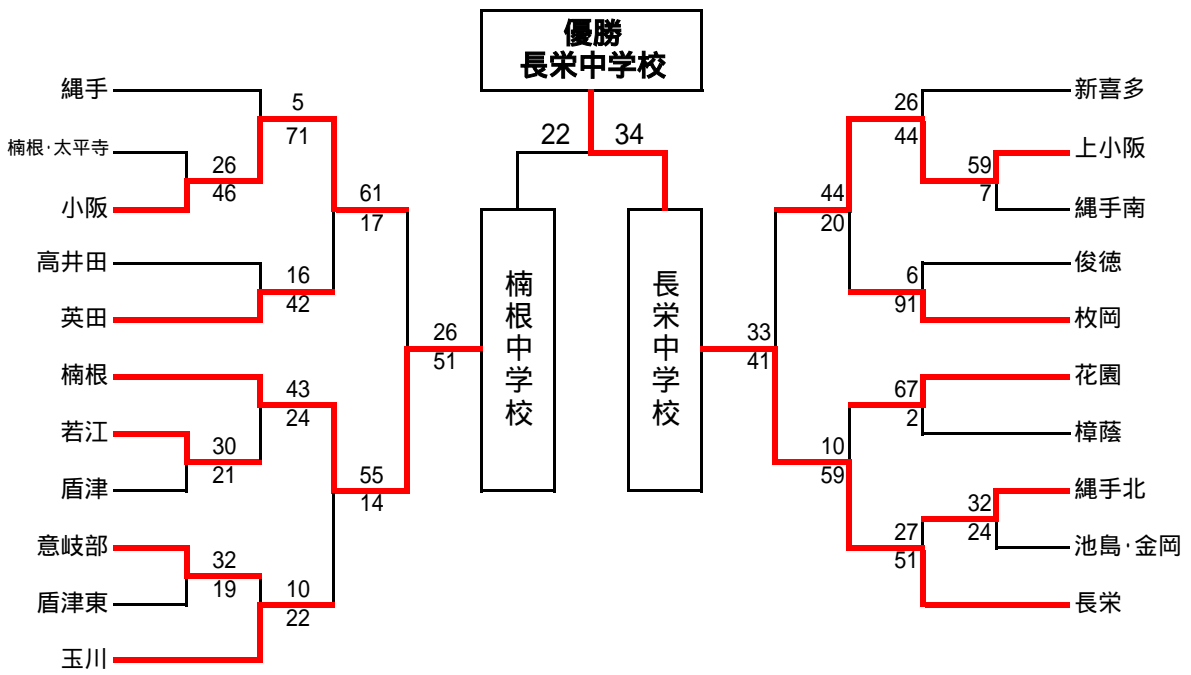 優勝
長栄中学校
22
34
縄手
5
71
楠根・太平寺
26
46
小阪
61
17
高井田
16
42
英田
26
51
楠根
43
24
若江
30
21
盾津
55
14
意岐部
32
19
盾津東
10
22
玉川
楠根中学校
長栄中学校
新喜多
26
44
上小阪
59
7
縄手南
44
20
俊徳
6
91
枚岡
33
41
花園
67
2
樟蔭
10
59
縄手北
32
24
池島・金岡
27
51
長栄